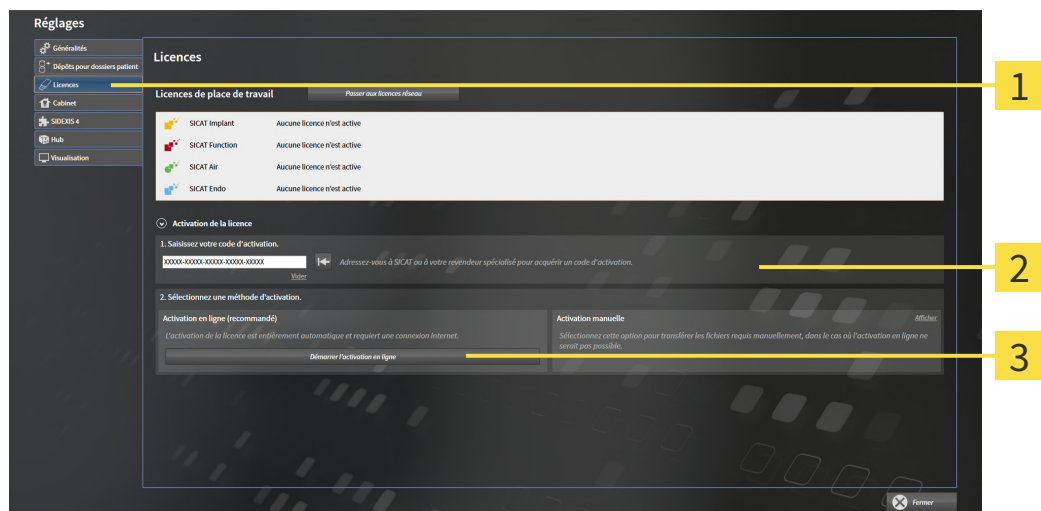 Réglages
Généralités
Dépôts pour dossiers patient
Licences
Cabinet
SIDEXIS 4
Hub
Visualisation
Licences
Licences de place de travail
Passer aux licences réseau
SICAT Implant Aucune licence n'est active
SICAT Function Aucune licence n'est active
SICAT Air Aucune licence n'est active
SICAT Endo Aucune licence n'est active
Activation de la licence
1. Saisissez votre code d'activation.
XXXXX-XXXXX-XXXXX-XXXXX-XXXXX
Adressez-vous à SICAT ou à votre revendeur spécialisé pour acquérir un code d'activation.
Vider
2. Sélectionnez une méthode d'activation.
Activation en ligne (recommandé)
L'activation de la licence est entièrement automatique et requiert une connexion Internet.
Démarrer l'activation en ligne
Activation manuelle
Afficher
Sélectionnez cette option pour transférer les fichiers requis manuellement, dans le cas où l'activation en ligne ne
serait pas possible.
Fermer
1
2
3